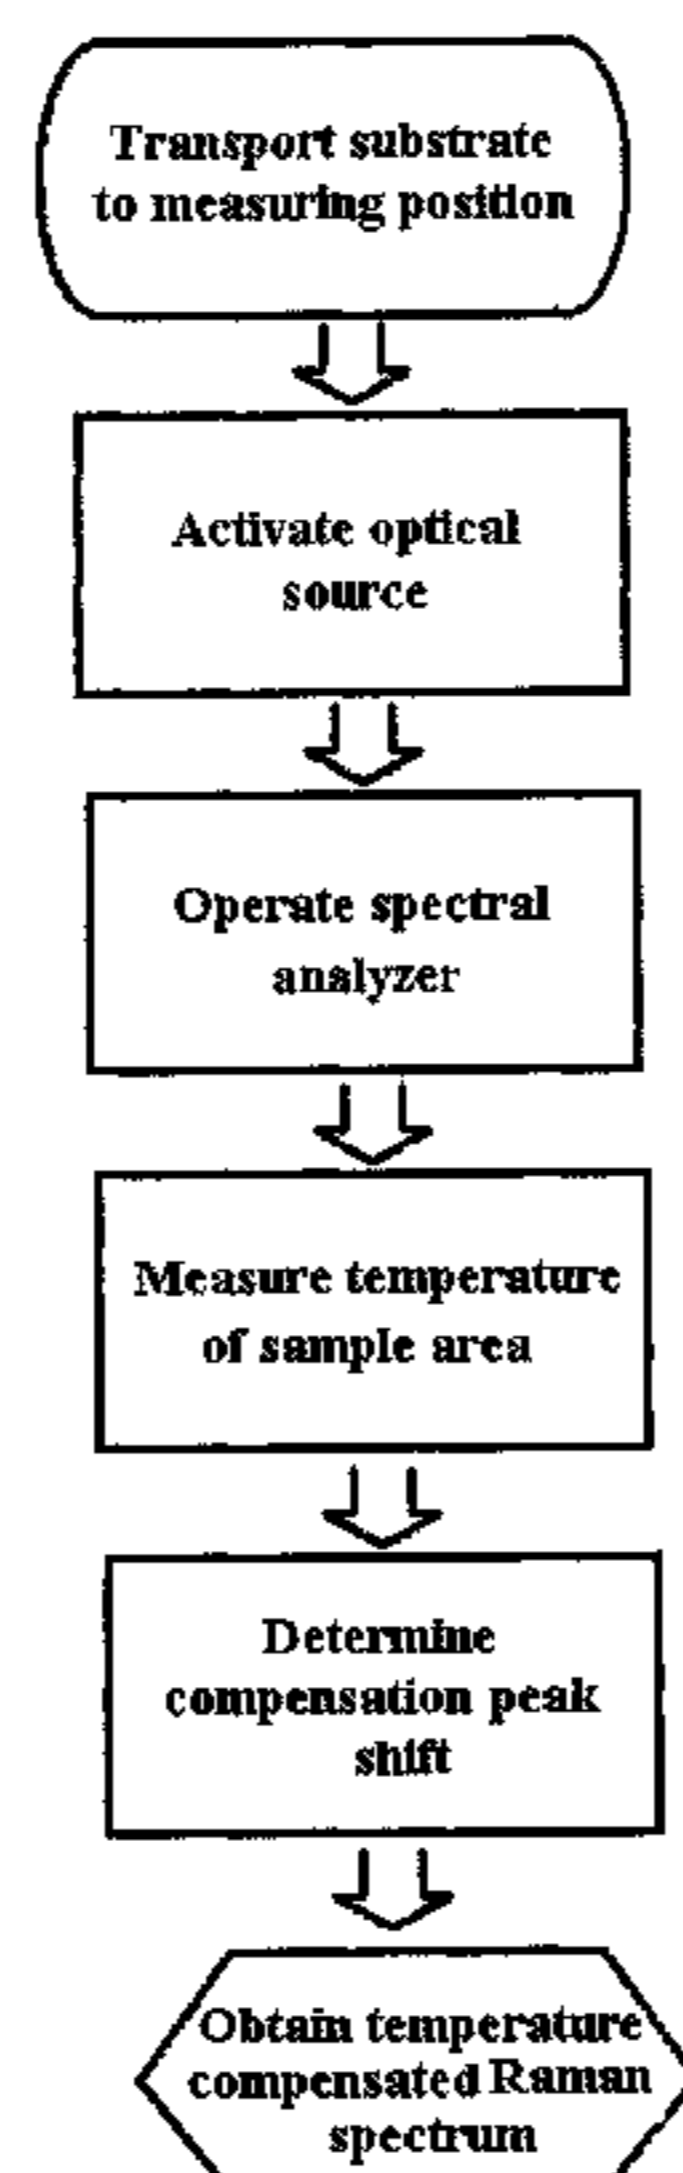 Transport substrate
to measuring position
Activate optical
source
Operate spectral
analyzer
Measure temperature
of sample area
Determine
compensation peak
shift
Obtain temperature
compensated Raman
spectrum